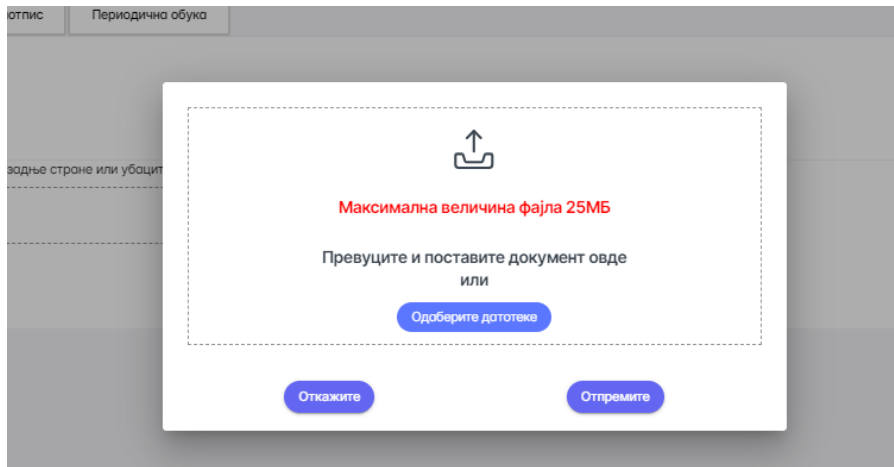 отпис
Периодична обука
задње стране или убацит
Максимална величина фајла 25МБ
Превуците и поставите документ овде
или
Одаберите датотеке
Откажите
Отпремите